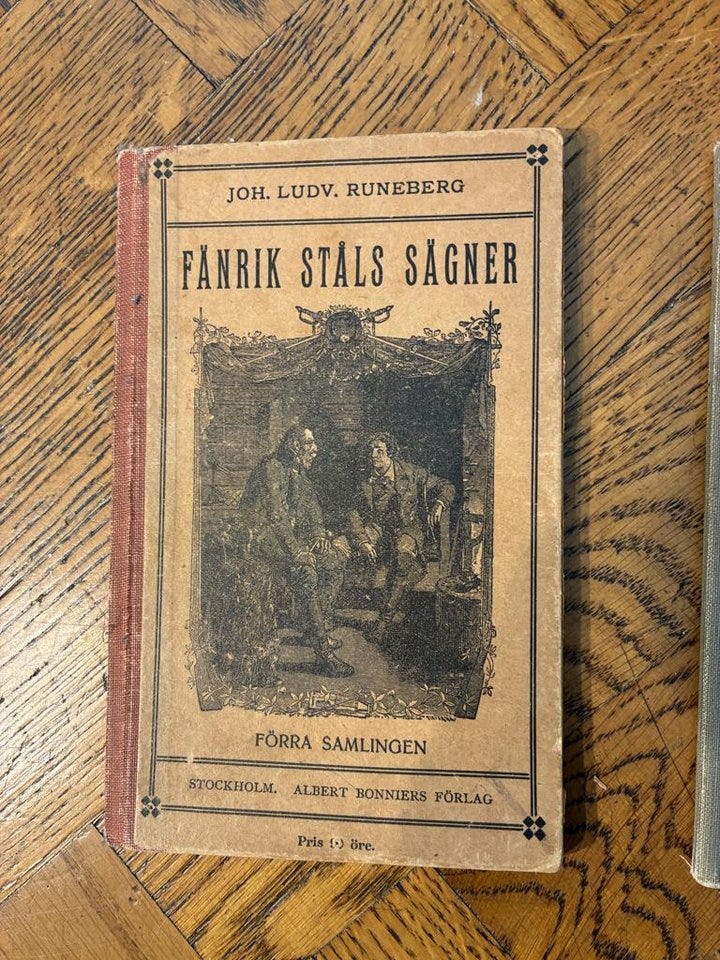 JOH. LUDV. RUNEBERG
FÄNRIK STÅLS SÄGNER
FÖRRA SAMLINGEN
STOCKHOLM. ALBERT BONNIERS FÖRLAG
Pris öre.